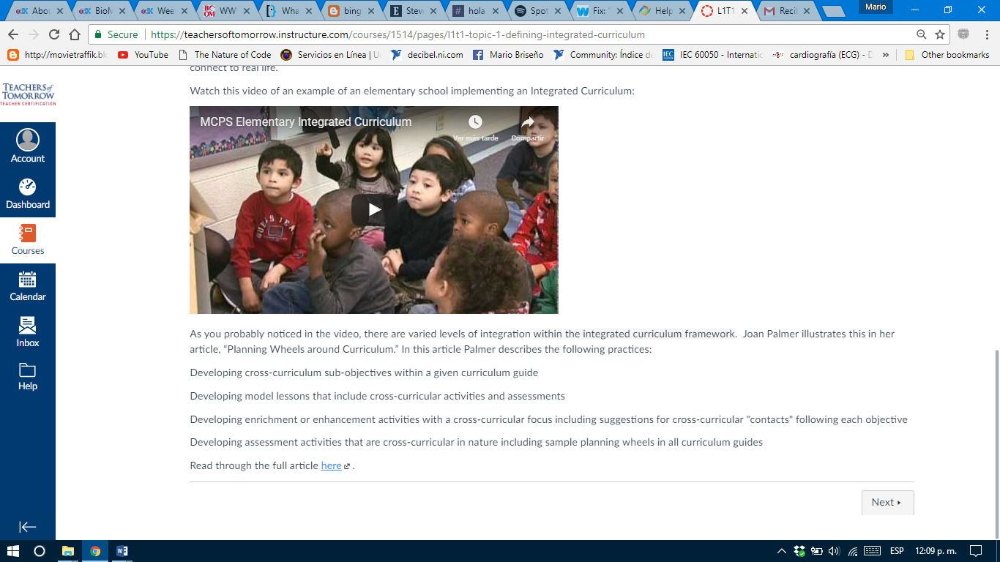 Abou
BioM
Wee
BC OM WW'
Wha
bing
Steve
hola
Spot
Fix: "
Help
L1T1
Recil
Mario
Secure https://teachersoftomorrow.instructure.com/courses/1514/pages/l1t1-topic-1-defining-integrated-curriculum
http://movietraffik.blo YouTube The Nature of Code Servicios en Línea | U decibel.ni.com Mario Briseño Community: Índice de IEC IEC 60050 - Internatio cardiografía (ECG) - D » Other bookmarks
connect to real life.
TEACHERS of
TOMORROW
TEACHER CERTIFICATION
Account
Dashboard
Courses
Calendar
Inbox
Help
Watch this video of an example of an elementary school implementing an Integrated Curriculum:
MCPS Elementary Integrated Curriculum
Ver más tarde
Compartir
As you probably noticed in the video, there are varied levels of integration within the integrated curriculum framework. Joan Palmer illustrates this in her
article, “Planning Wheels around Curriculum.” In this article Palmer describes the following practices:
Developing cross-curriculum sub-objectives within a given curriculum guide
Developing model lessons that include cross-curricular activities and assessments
Developing enrichment or enhancement activities with a cross-curricular focus including suggestions for cross-curricular "contacts" following each objective
Developing assessment activities that are cross-curricular in nature including sample planning wheels in all curriculum guides
Read through the full article here .
Next
ESP 12:09 p. m.